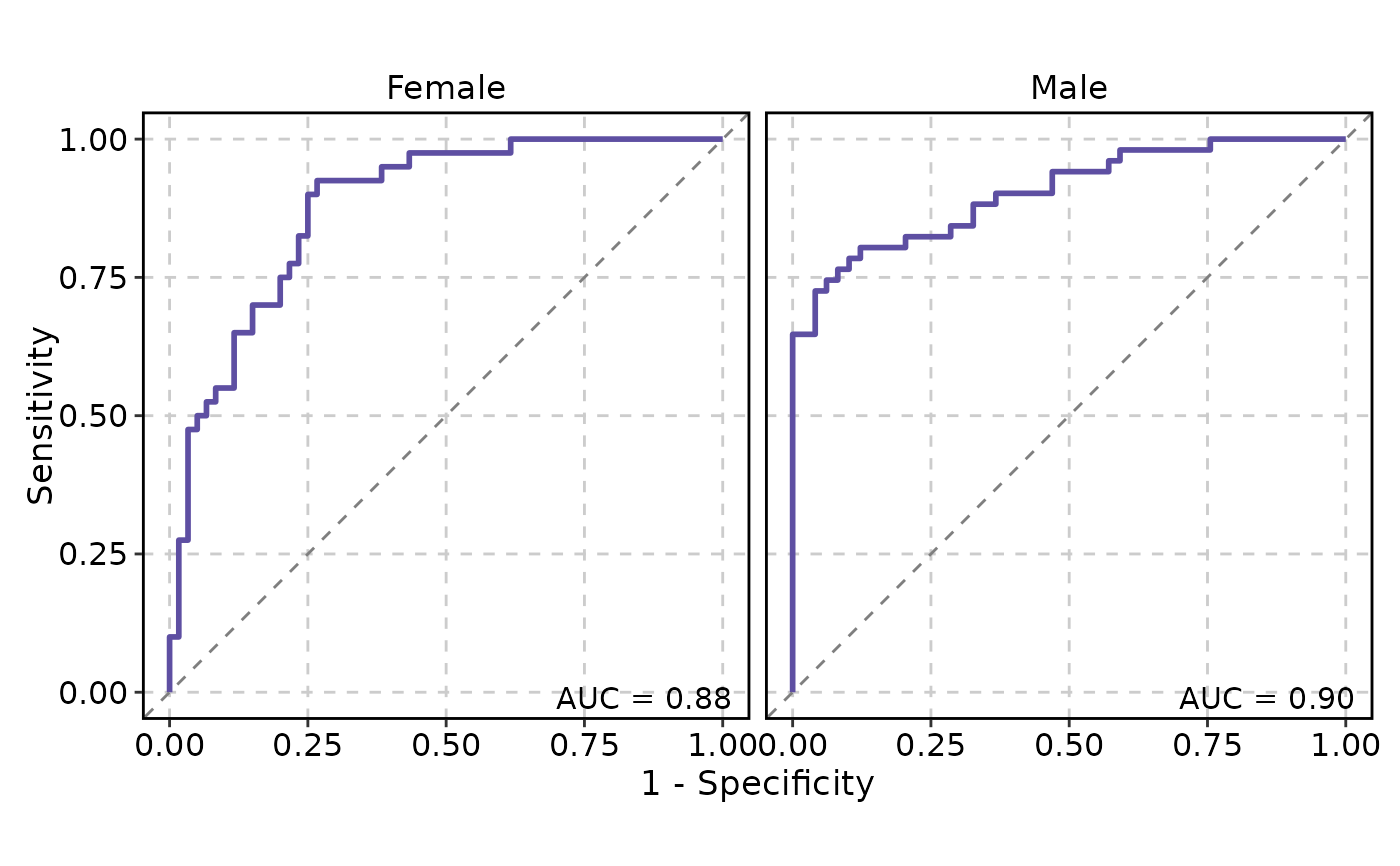 Female
Male
Sensitivity
1.00
0.75
0.50
0.25
0.00
AUC = 0.88
AUC = 0.90
0.00 0.25 0.50 0.75 1.00
0.00 0.25 0.50 0.75 1.00
1 - Specificity